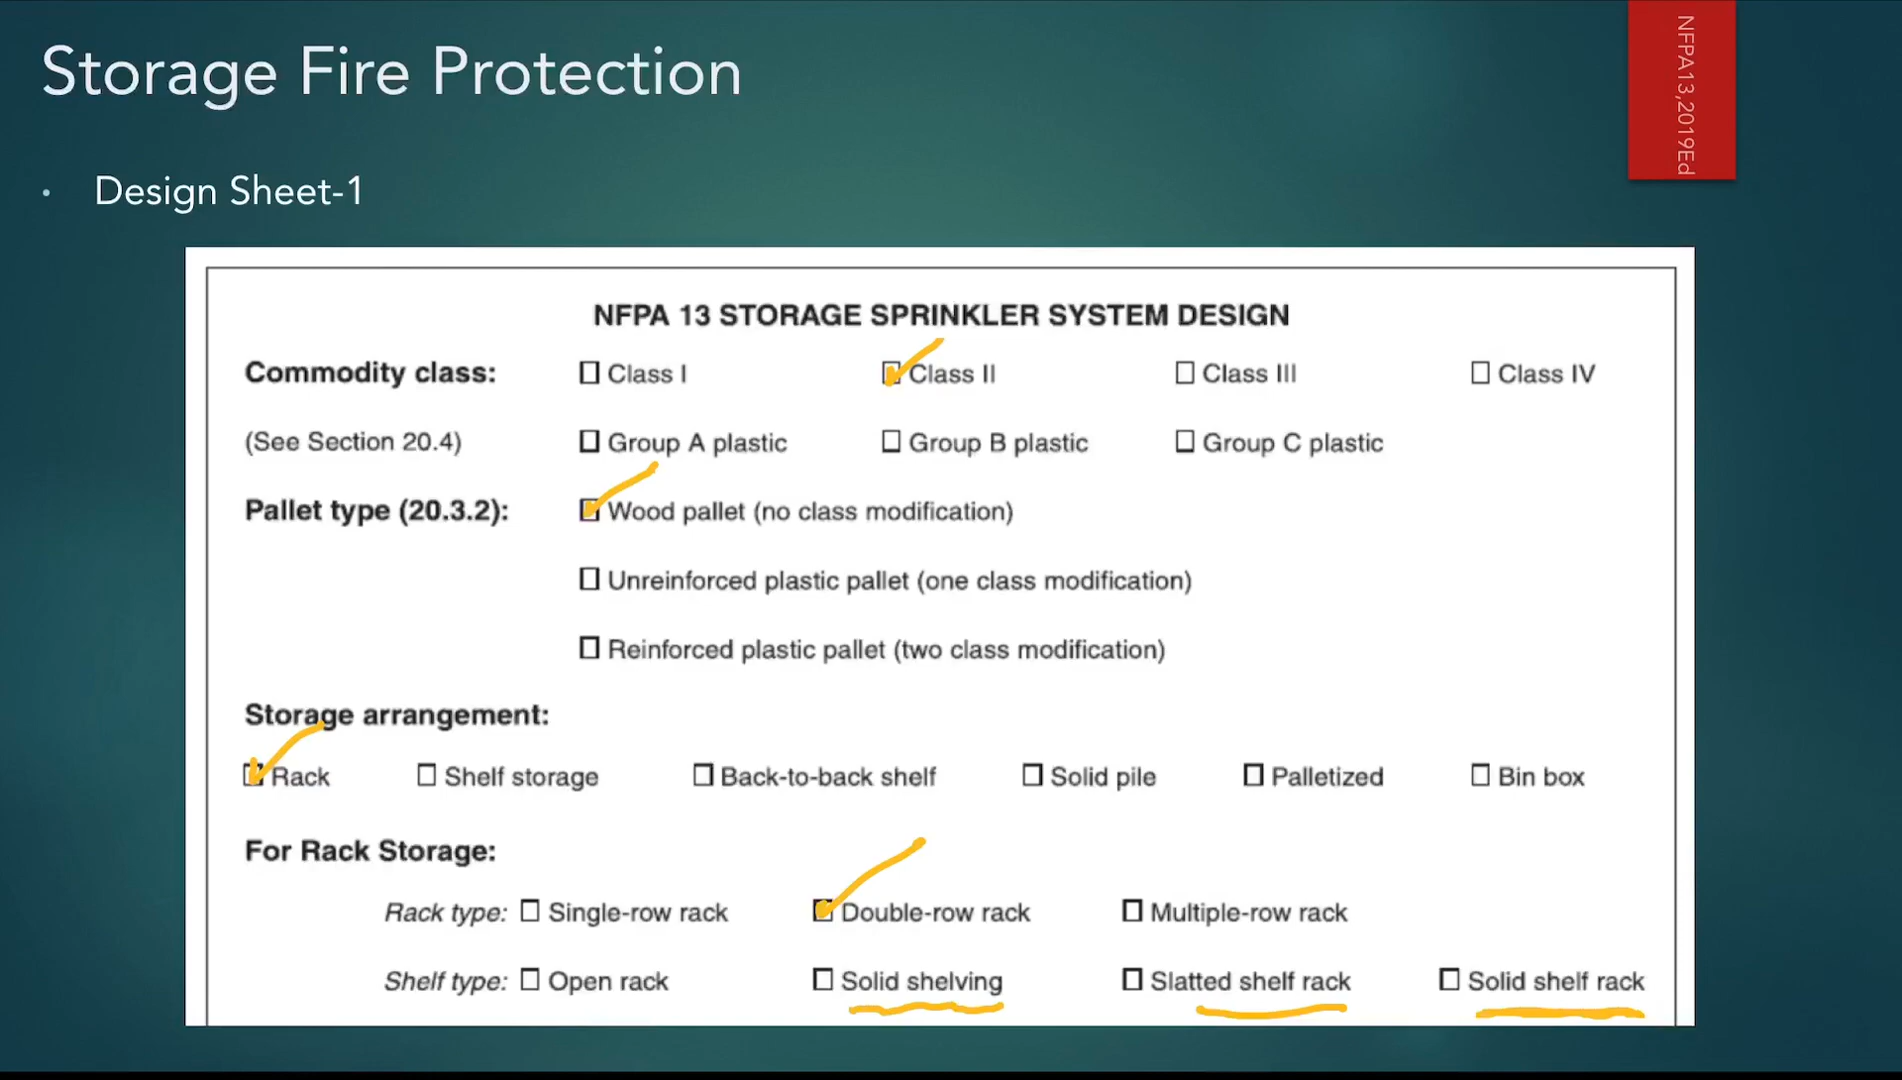 Storage Fire Protection
NFPA13,2019Ed
• Design Sheet-1
NFPA 13 STORAGE SPRINKLER SYSTEM DESIGN
Commodity class: ☐ Class I ☑ Class II ☐ Class III ☐ Class IV
(See Section 20.4) ☐ Group A plastic ☐ Group B plastic ☐ Group C plastic
Pallet type (20.3.2): ☑ Wood pallet (no class modification)
☐ Unreinforced plastic pallet (one class modification)
☐ Reinforced plastic pallet (two class modification)
Storage arrangement:
☑ Rack ☐ Shelf storage ☐ Back-to-back shelf ☐ Solid pile ☐ Palletized ☐ Bin box
For Rack Storage:
Rack type: ☐ Single-row rack ☑ Double-row rack ☐ Multiple-row rack
Shelf type: ☐ Open rack ☐ Solid shelving ☐ Slatted shelf rack ☐ Solid shelf rack